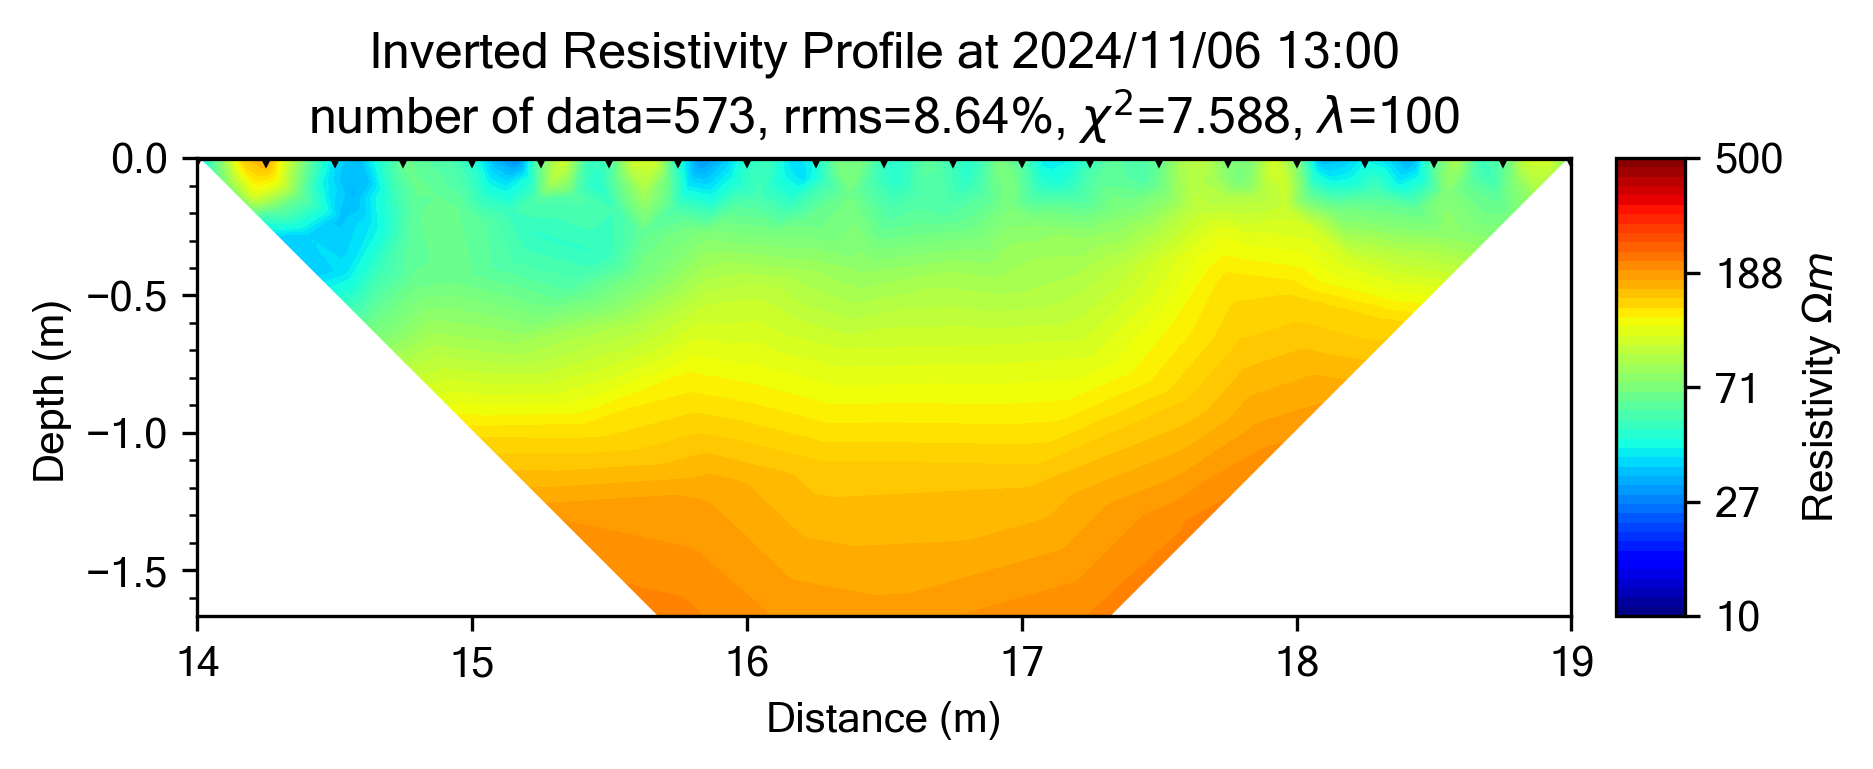 Inverted Resistivity Profile at 2024/11/06 13:00
number of data=573, rrms=8.64%, χ²=7.588, λ=100
0.0
−0.5
−1.0
−1.5
Depth (m)
14 15 16 17 18 19
Distance (m)
500
188
71
27
10
Resistivity Ωm